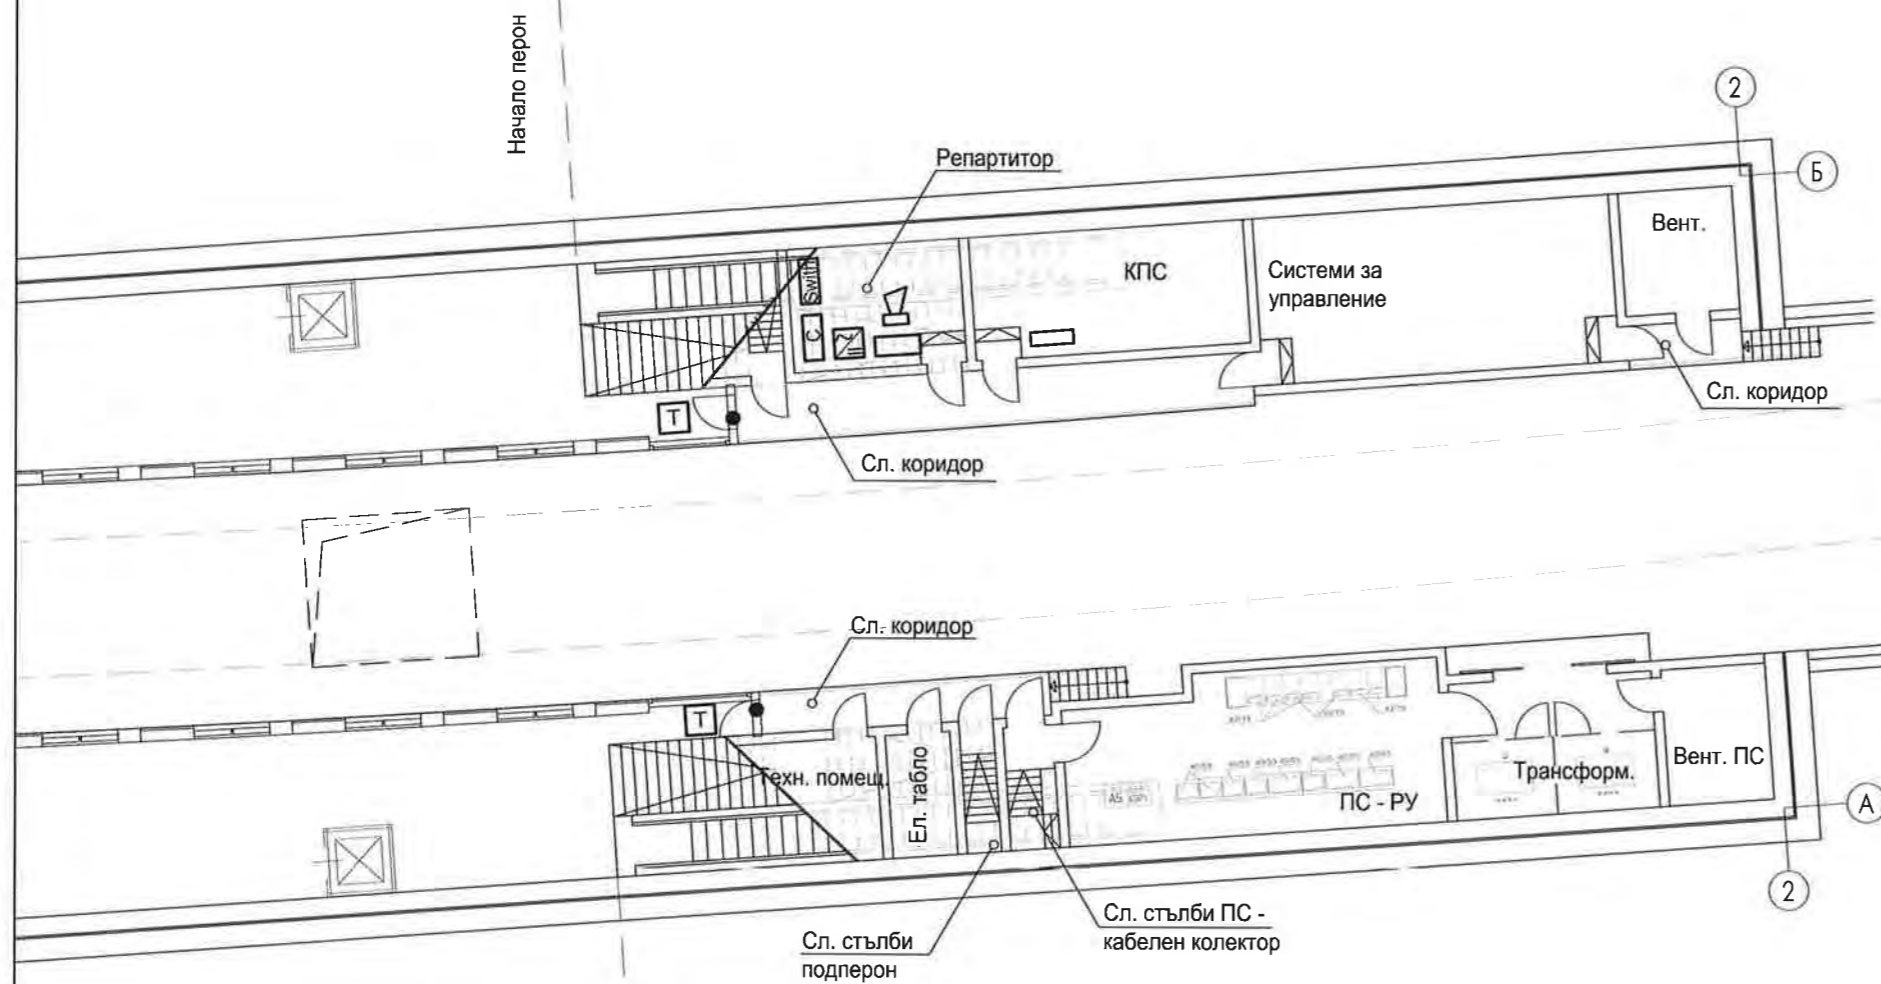 Начало перон
2
Б
Репартитор
Вент.
КПС
Системи за
управление
Swith
C
T
Сл. коридор
Сл. коридор
Сл. коридор
T
Техн. помещ.
Ел. табло
ПС - РУ
Трансформ.
Вент. ПС
А
2
Сл. стълби ПС -
кабелен колектор
Сл. стълби
подперон